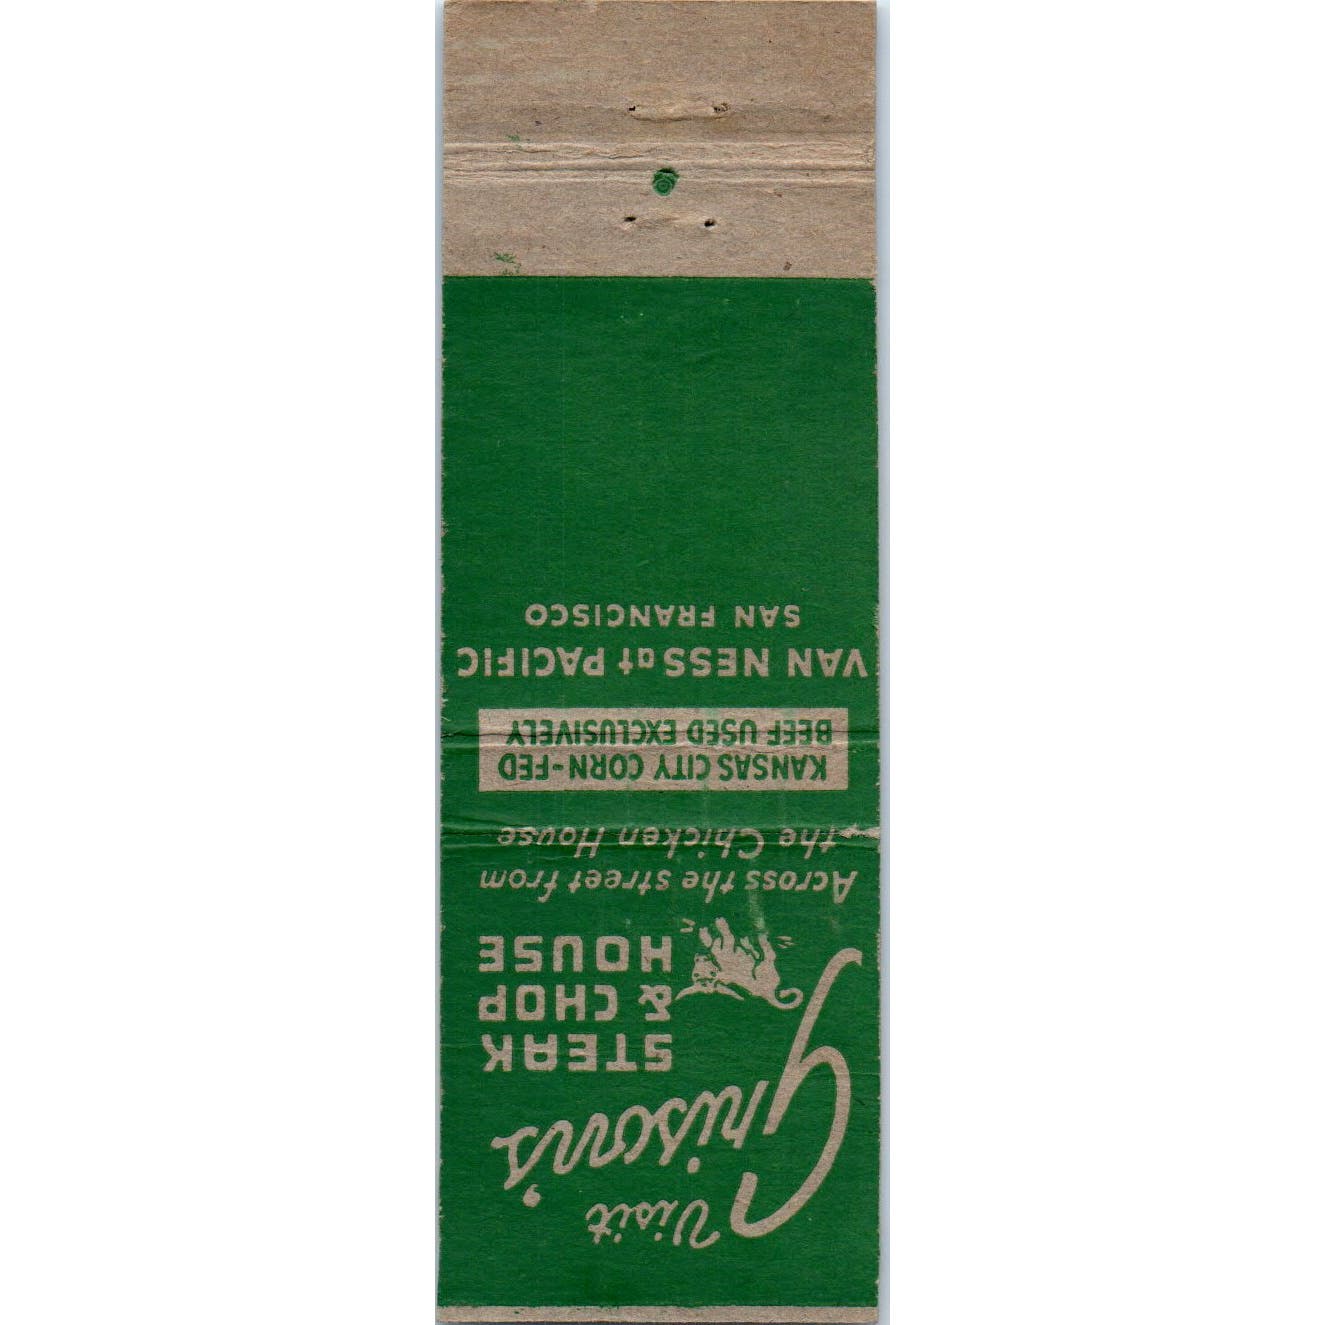 Visit
Grison's
STEAK
& CHOP
HOUSE
Across the street from
the Chicken House
KANSAS CITY CORN-FED
BEEF USED EXCLUSIVELY
VAN NESS at PACIFIC
SAN FRANCISCO